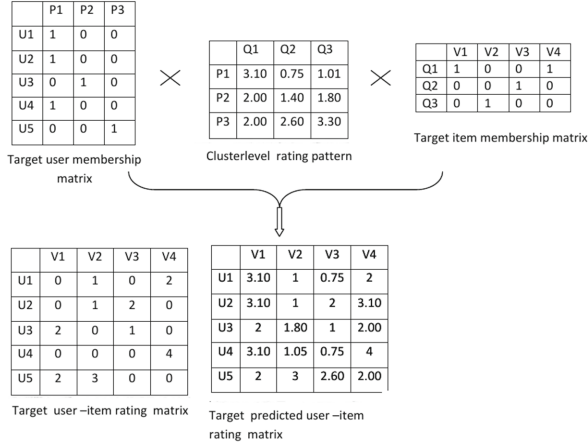 P1 P2 P3
U1 1 0 0
U2 1 0 0
U3 0 1 0
U4 1 0 0
U5 0 0 1
Target user membership
matrix
Q1 Q2 Q3
P1 3.10 0.75 1.01
P2 2.00 1.40 1.80
P3 2.00 2.60 3.30
Clusterlevel rating pattern
V1 V2 V3 V4
Q1 1 0 0 1
Q2 0 0 1 0
Q3 0 1 0 0
Target item membership matrix
V1 V2 V3 V4
U1 0 1 0 2
U2 0 1 2 0
U3 2 0 1 0
U4 0 0 0 4
U5 2 3 0 0
Target user –item rating matrix
V1 V2 V3 V4
U1 3.10 1 0.75 2
U2 3.10 1 2 3.10
U3 2 1.80 1 2.00
U4 3.10 1.05 0.75 4
U5 2 3 2.60 2.00
Target predicted user –item
rating matrix